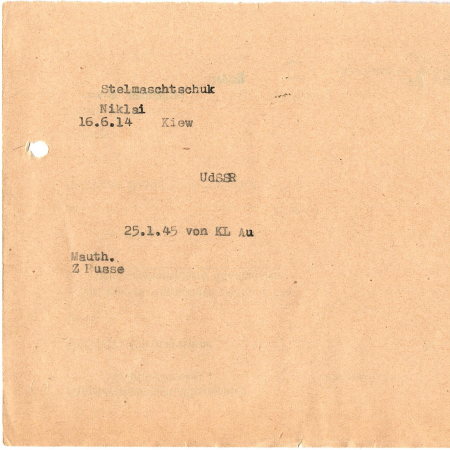 Stelmaschtschuk
Niklai
16.6.14 Kiew
UdSSR
25.1.45 von KL Au
Mauth.
Z Russe